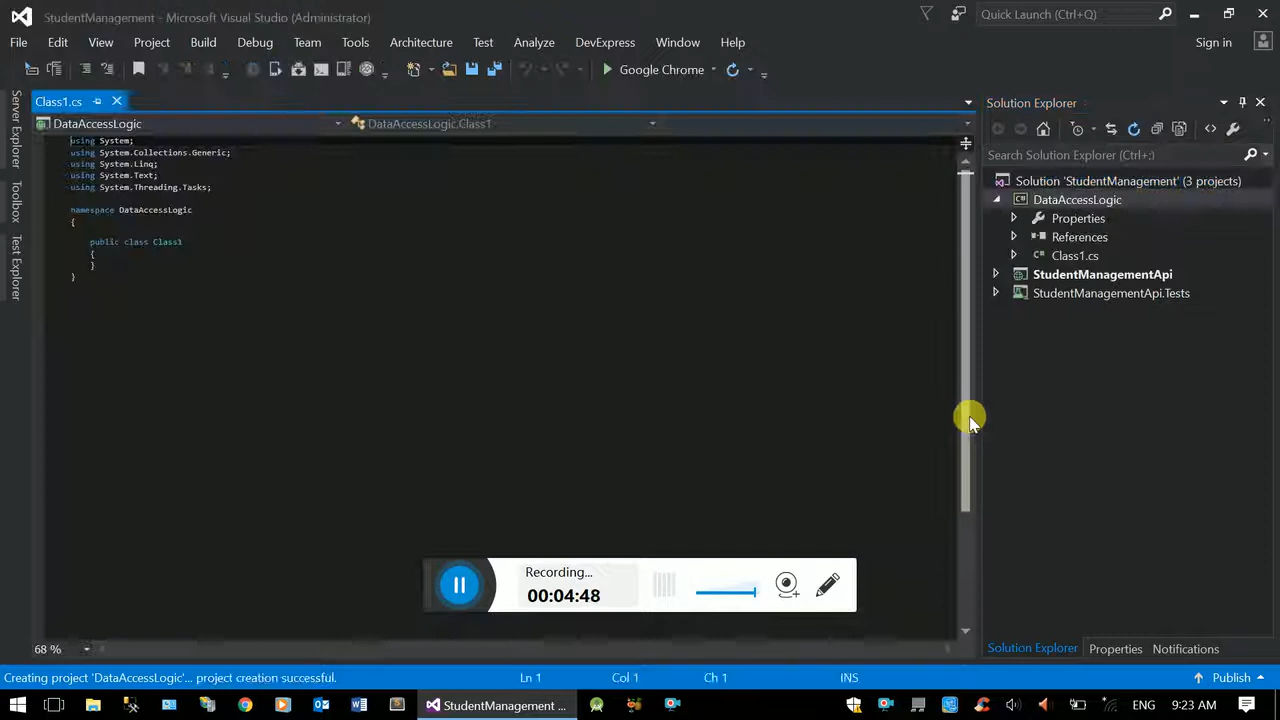 StudentManagement - Microsoft Visual Studio (Administrator)
Quick Launch (Ctrl+Q)
File Edit View Project Build Debug Team Tools Architecture Test Analyze DevExpress Window Help
Sign in
Google Chrome
Class1.cs
Solution Explorer
Server Explorer
Toolbox
Test Explorer
DataAccessLogic
DataAccessLogic.Class1
using System;
using System.Collections.Generic;
using System.Linq;
using System.Text;
using System.Threading.Tasks;
namespace DataAccessLogic
{
public class Class1
{
}
}
Search Solution Explorer (Ctrl+;)
Solution 'StudentManagement' (3 projects)
DataAccessLogic
Properties
References
Class1.cs
StudentManagementApi
StudentManagementApi.Tests
Recording...
00:04:48
68 %
Solution Explorer Properties Notifications
Creating project 'DataAccessLogic'... project creation successful.
Ln 1 Col 1 Ch 1 INS
Publish
StudentManagement ...
ENG 9:23 AM